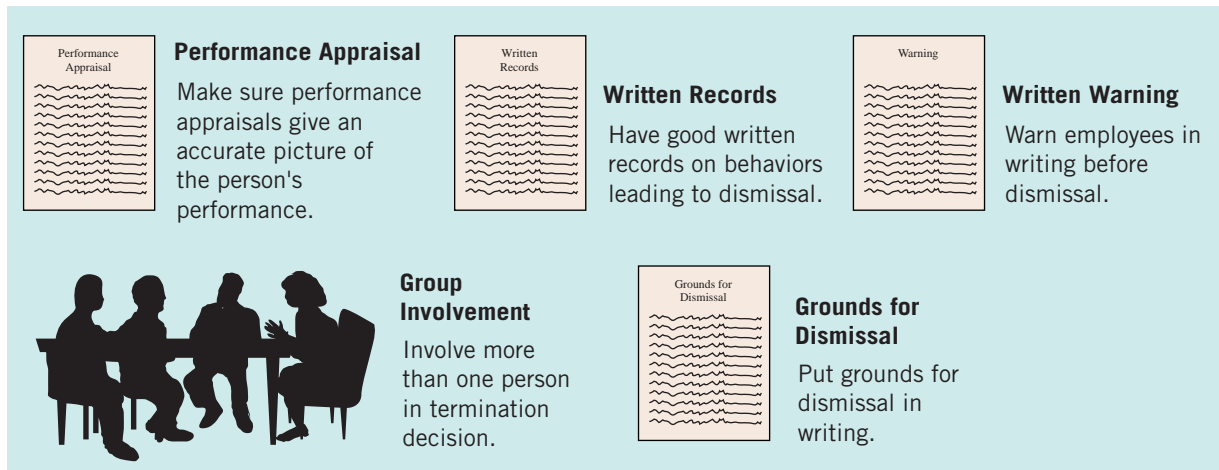 Performance
Appraisal
Performance Appraisal
Make sure performance
appraisals give an
accurate picture of
the person's
performance.
Written
Records
Written Records
Have good written
records on behaviors
leading to dismissal.
Warning
Written Warning
Warn employees in
writing before
dismissal.
Group
Involvement
Involve more
than one person
in termination
decision.
Grounds for
Dismissal
Grounds for
Dismissal
Put grounds for
dismissal in
writing.